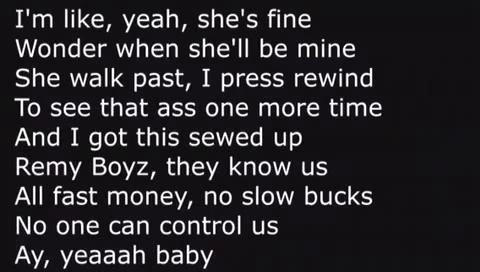 I'm like, yeah, she's fine
Wonder when she'll be mine
She walk past, I press rewind
To see that ass one more time
And I got this sewed up
Remy Boyz, they know us
All fast money, no slow bucks
No one can control us
Ay, yeaaah baby